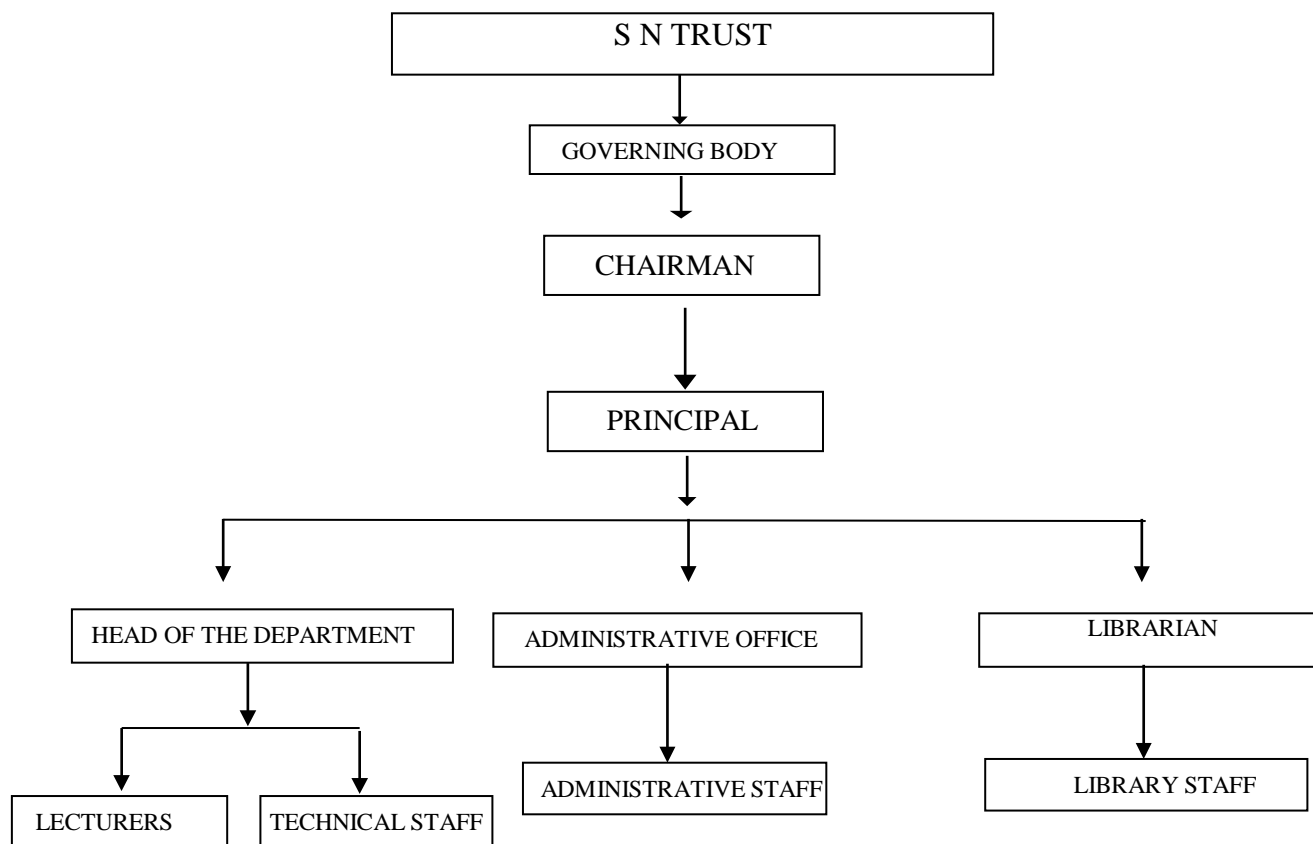 S N TRUST
GOVERNING BODY
CHAIRMAN
PRINCIPAL
HEAD OF THE DEPARTMENT
ADMINISTRATIVE OFFICE
LIBRARIAN
LECTURERS
TECHNICAL STAFF
ADMINISTRATIVE STAFF
LIBRARY STAFF